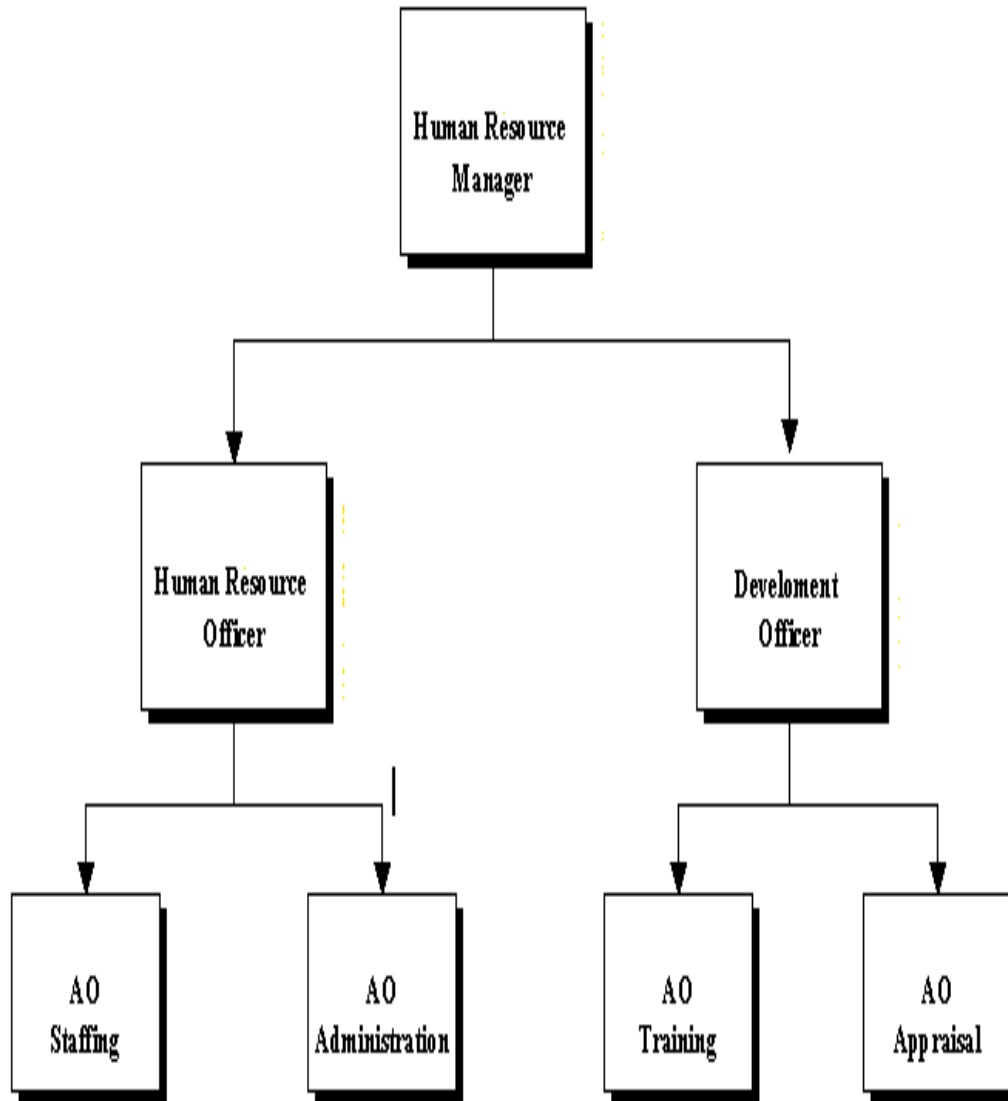 Human Resource
Manager
Human Resource
Officer
Develoment
Officer
AO
Staffing
AO
Administration
AO
Training
AO
Appraisal